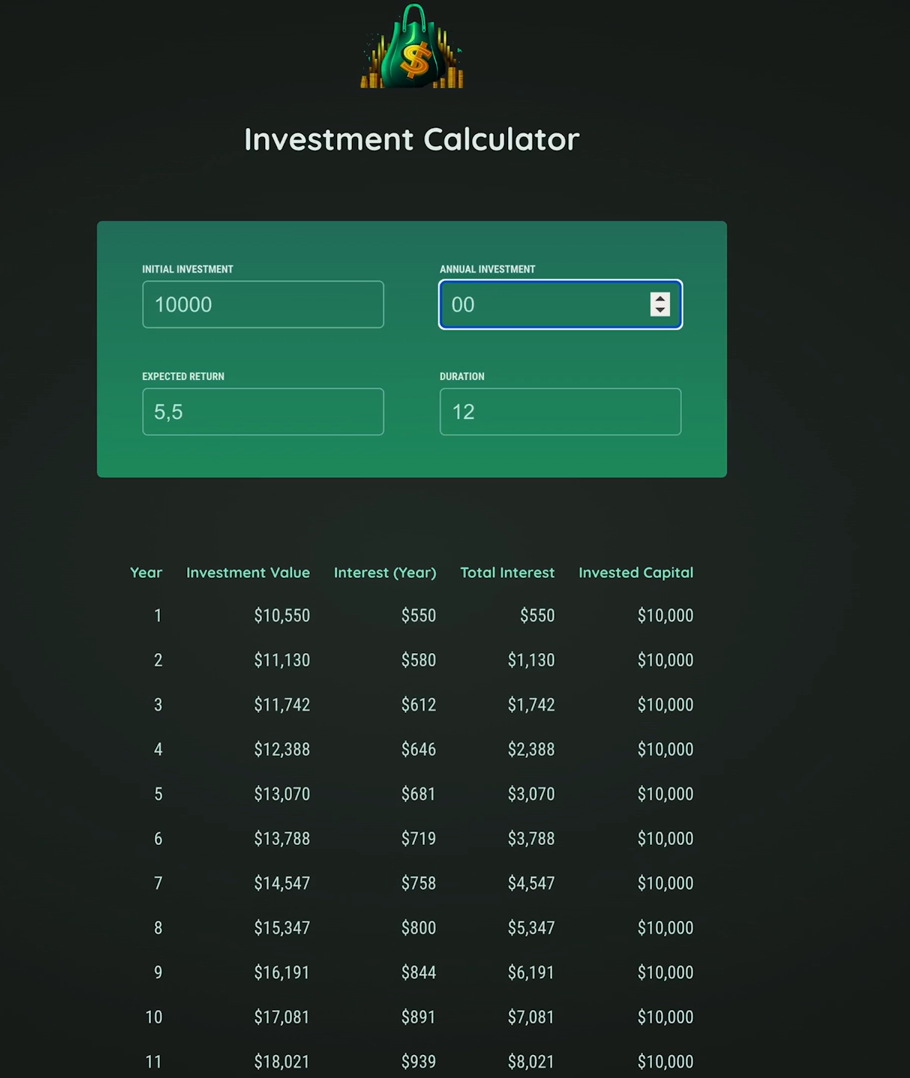 $
Investment Calculator
INITIAL INVESTMENT ANNUAL INVESTMENT
10000 00
EXPECTED RETURN DURATION
5,5 12
Year Investment Value Interest (Year) Total Interest Invested Capital
1 $10,550 $550 $550 $10,000
2 $11,130 $580 $1,130 $10,000
3 $11,742 $612 $1,742 $10,000
4 $12,388 $646 $2,388 $10,000
5 $13,070 $681 $3,070 $10,000
6 $13,788 $719 $3,788 $10,000
7 $14,547 $758 $4,547 $10,000
8 $15,347 $800 $5,347 $10,000
9 $16,191 $844 $6,191 $10,000
10 $17,081 $891 $7,081 $10,000
11 $18,021 $939 $8,021 $10,000